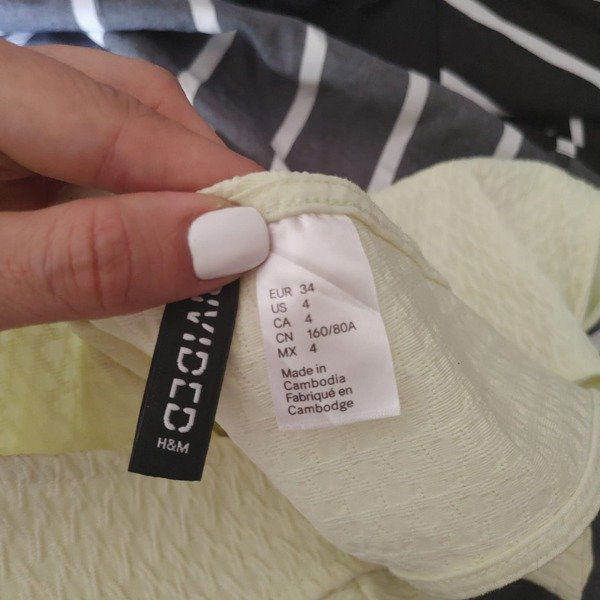 EUR 34
US 4
CA 4
CN 160/80A
MX 4
Made in
Cambodia
Fabriqué en
Cambodge
H&M